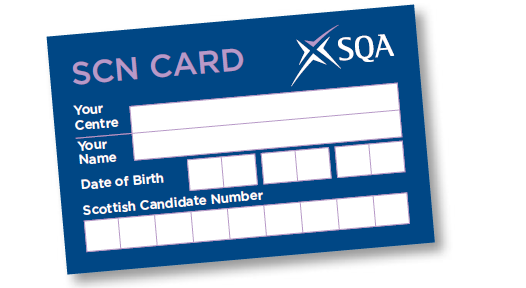 SCN CARD
SQA
Your
Centre
Your
Name
Date of Birth
Scottish Candidate Number